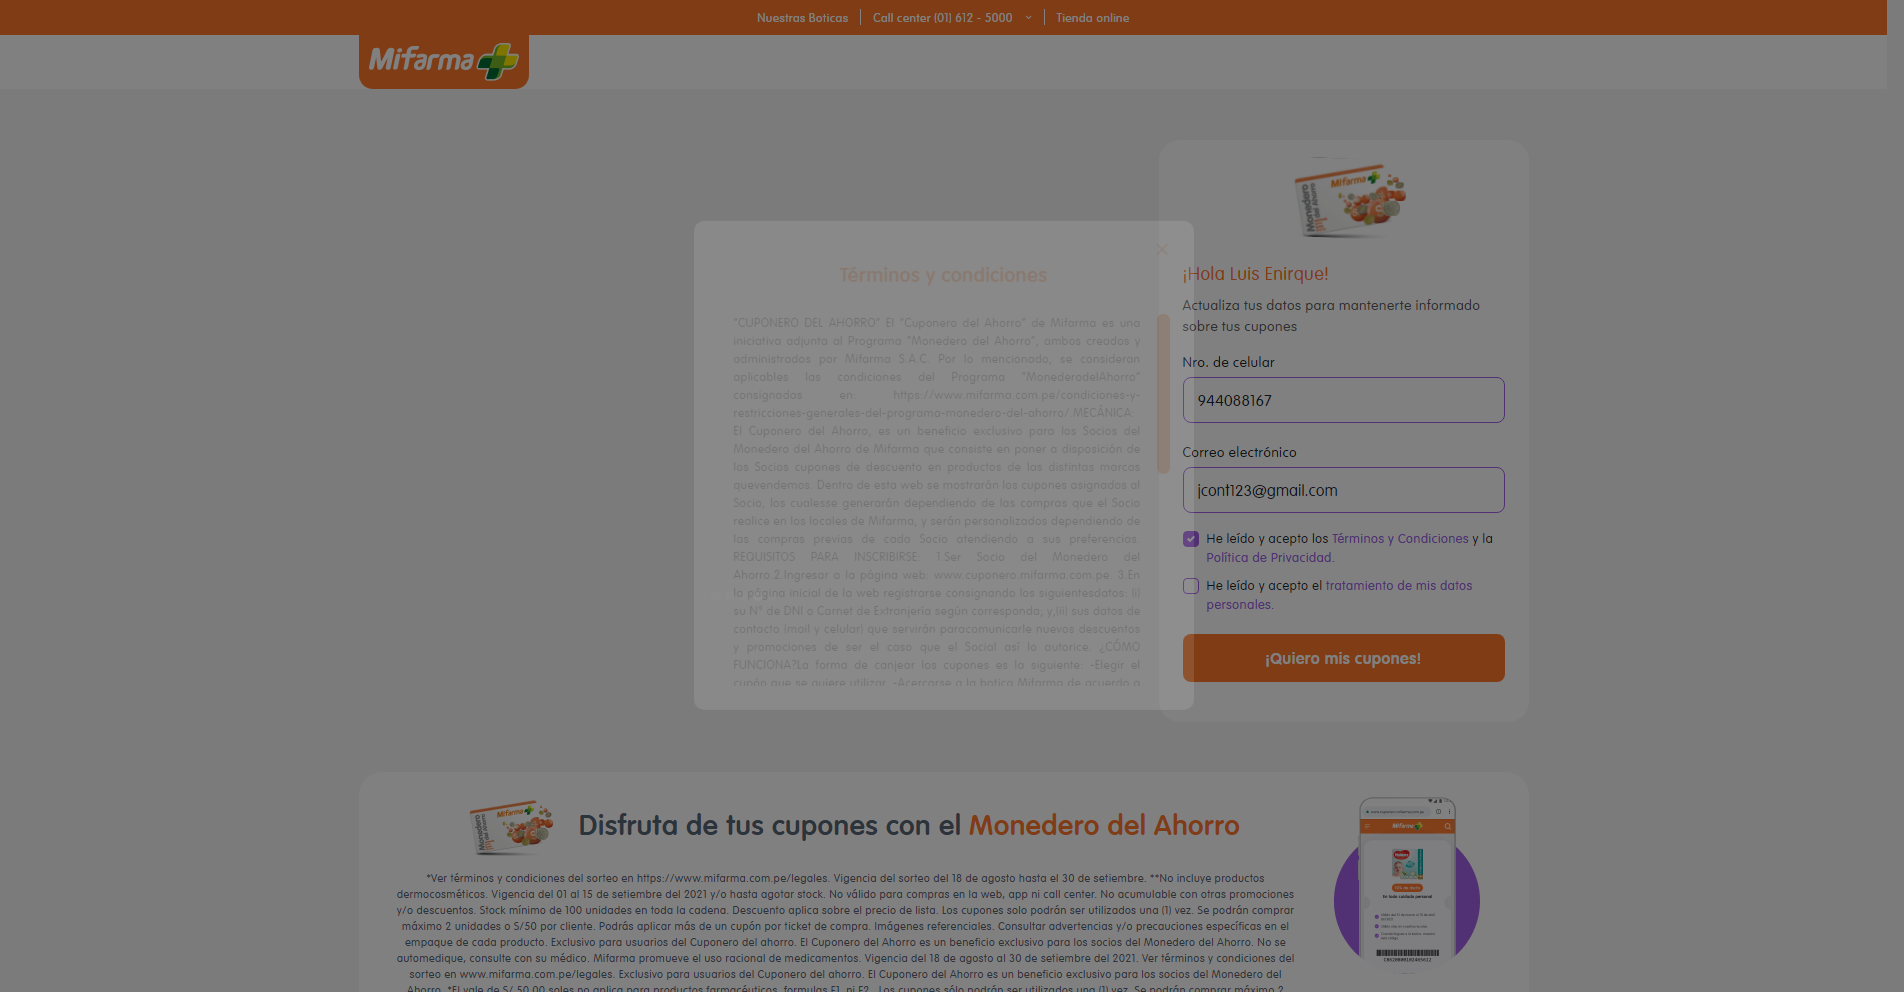 Nuestras Boticas
Call center (01) 612 - 5000
Tienda online
Mifarma
Términos y condiciones
"CUPONERO DEL AHORRO" El "Cuponero del Ahorro" de Mifarma es una
iniciativa adjunta al Programa "Monedero del Ahorro", ambos creados y
administrados por Mifarma S.A.C. Por lo mencionado, se consideran
aplicables las condiciones del Programa "MonederodelAhorro"
consignadas en: https://www.mifarma.com.pe/condiciones-y-
restricciones-generales-del-programa-monedero-del-ahorro/.MECÁNICA:
El Cuponero del Ahorro, es un beneficio exclusivo para los Socios del
Monedero del Ahorro de Mifarma que consiste en poner a disposición de
los Socios cupones de descuento en productos de las distintas marcas
quevendemos. Dentro de esta web se mostrarán los cupones asignados al
Socio, los cualesse generarán dependiendo de las compras que el Socio
realice en los locales de Mifarma, y serán personalizados dependiendo de
las compras previas de cada Socio atendiendo a sus preferencias.
REQUISITOS PARA INSCRIBIRSE: 1.Ser Socio del Monedero del
Ahorro.2.Ingresar a la página web: www.cuponero.mifarma.com.pe. 3.En
la página inicial de la web registrarse consignando los siguientesdatos: (i)
su N° de DNI o Carnet de Extranjería según corresponda; y,(ii) sus datos de
contacto (mail y celular) que servirán paracomunicarle nuevos descuentos
y promociones de ser el caso que el Social así lo autorice. ¿CÓMO
FUNCIONA?La forma de canjear los cupones es la siguiente: -Elegir el
cupón que se quiere utilizar. -Acercarse a la botica Mifarma de acuerdo a
Mifarma
Monedero del Ahorro
¡Hola Luis Enirque!
Actualiza tus datos para mantenerte informado
sobre tus cupones
Nro. de celular
944088167
Correo electrónico
jcont123@gmail.com
He leído y acepto los Términos y Condiciones y la
Política de Privacidad.
He leído y acepto el tratamiento de mis datos
personales.
¡Quiero mis cupones!
Mifarma
Monedero del Ahorro
Disfruta de tus cupones con el Monedero del Ahorro
*Ver términos y condiciones del sorteo en https://www.mifarma.com.pe/legales. Vigencia del sorteo del 18 de agosto hasta el 30 de setiembre. **No incluye productos
dermocosméticos. Vigencia del 01 al 15 de setiembre del 2021 y/o hasta agotar stock. No válido para compras en la web, app ni call center. No acumulable con otras promociones
y/o descuentos. Stock mínimo de 100 unidades en toda la cadena. Descuento aplica sobre el precio de lista. Los cupones solo podrán ser utilizados una (1) vez. Se podrán comprar
máximo 2 unidades o S/50 por cliente. Podrás aplicar más de un cupón por ticket de compra. Imágenes referenciales. Consultar advertencias y/o precauciones específicas en el
empaque de cada producto. Exclusivo para usuarios del Cuponero del ahorro. El Cuponero del Ahorro es un beneficio exclusivo para los socios del Monedero del Ahorro. No se
automedique, consulte con su médico. Mifarma promueve el uso racional de medicamentos. Vigencia del 18 de agosto al 30 de setiembre del 2021. Ver términos y condiciones del
sorteo en www.mifarma.com.pe/legales. Exclusivo para usuarios del Cuponero del ahorro. El Cuponero del Ahorro es un beneficio exclusivo para los socios del Monedero del
Ahorro. *El vale de S/ 50.00 soles no aplica para productos farmacéuticos, formulas F1, ni F2,. Los cupones sólo podrán ser utilizados una (1) vez. Se podrán comprar máximo 2
Mifarma
En todo cuidado personal